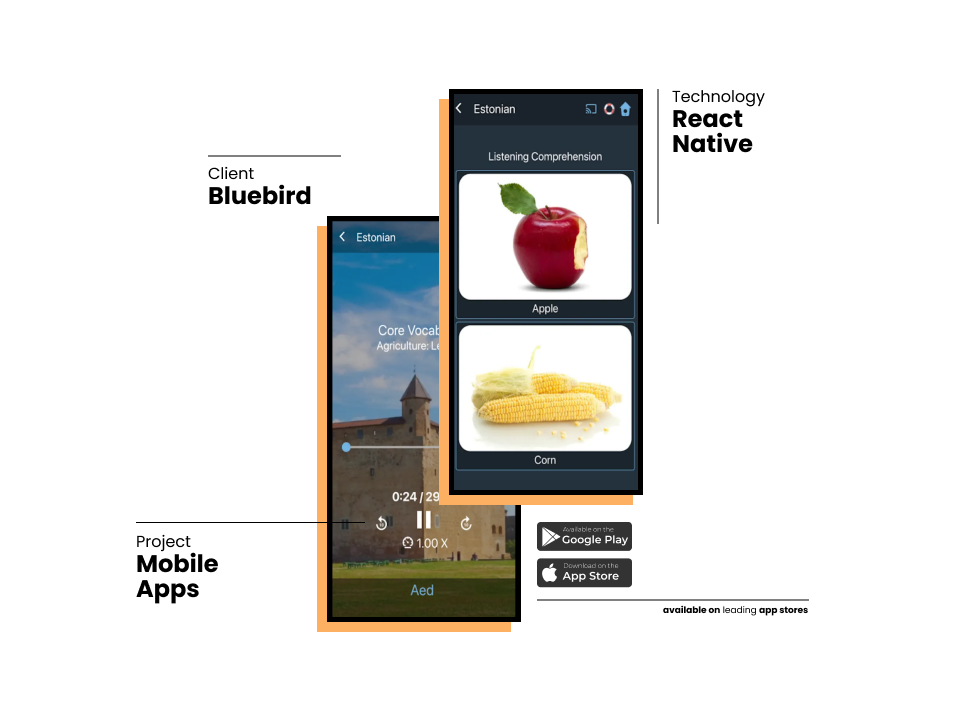 Technology
React
Native
Client
Bluebird
Estonian
Listening Comprehension
Apple
Corn
Estonian
Core Vocab
Agriculture:
0:24 / 29
1.00 X
Aed
Project
Mobile
Apps
Available on the
Google Play
Download on the
App Store
available on leading app stores